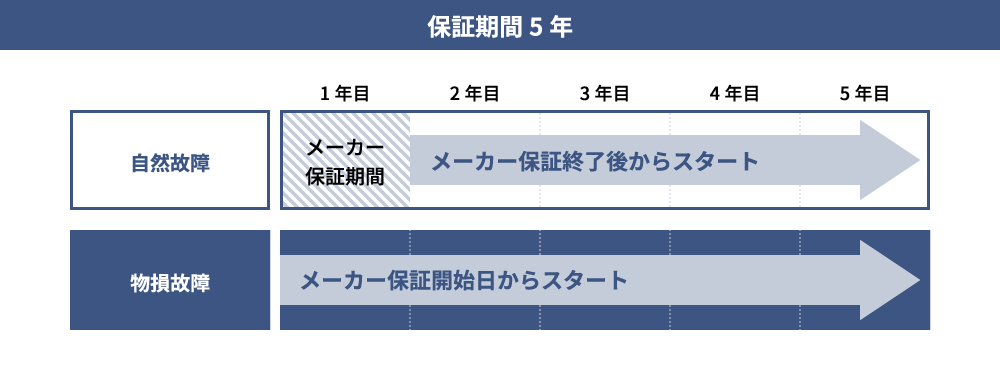 保証期間 5 年
1 年目
2 年目
3 年目
4 年目
5 年目
自然故障
メーカー
保証期間
メーカー保証終了後からスタート
物損故障
メーカー保証開始日からスタート